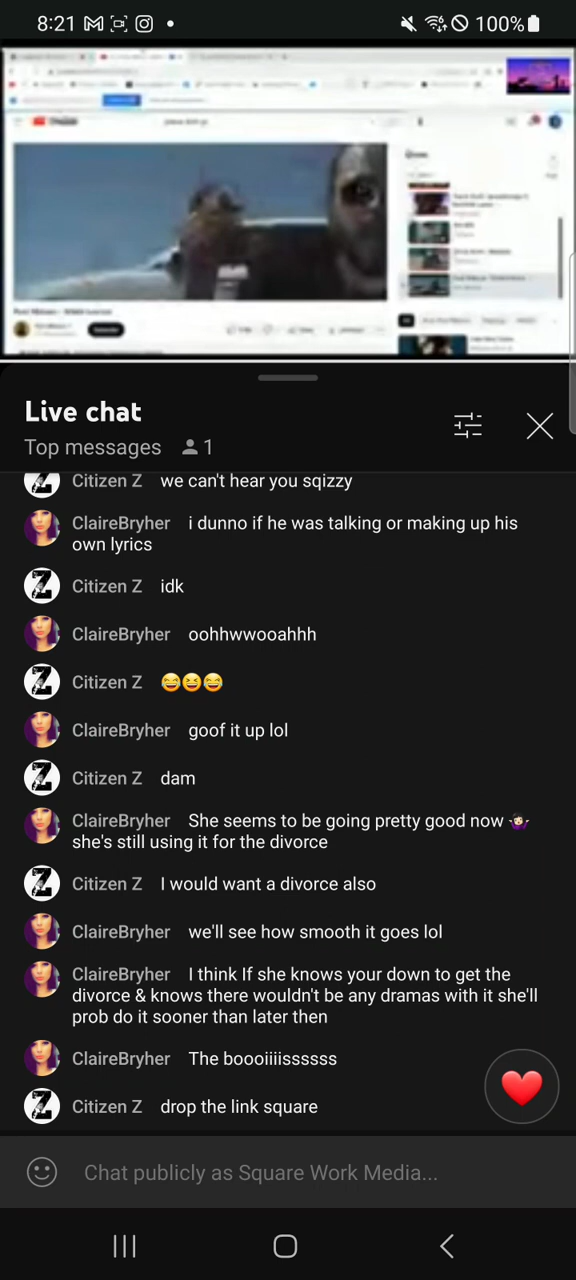 8:21
100%
Live chat
Top messages 1
Citizen Z we can't hear you sqizzy
ClaireBryher i dunno if he was talking or making up his
own lyrics
Citizen Z idk
ClaireBryher oohhwwooahhh
Citizen Z 😂😆😂
ClaireBryher goof it up lol
Citizen Z dam
ClaireBryher She seems to be going pretty good now 🤷🏻‍♀️
she's still using it for the divorce
Citizen Z I would want a divorce also
ClaireBryher we'll see how smooth it goes lol
ClaireBryher I think If she knows your down to get the
divorce & knows there wouldn't be any dramas with it she'll
prob do it sooner than later then
ClaireBryher The boooiiiissssss
Citizen Z drop the link square
Chat publicly as Square Work Media...